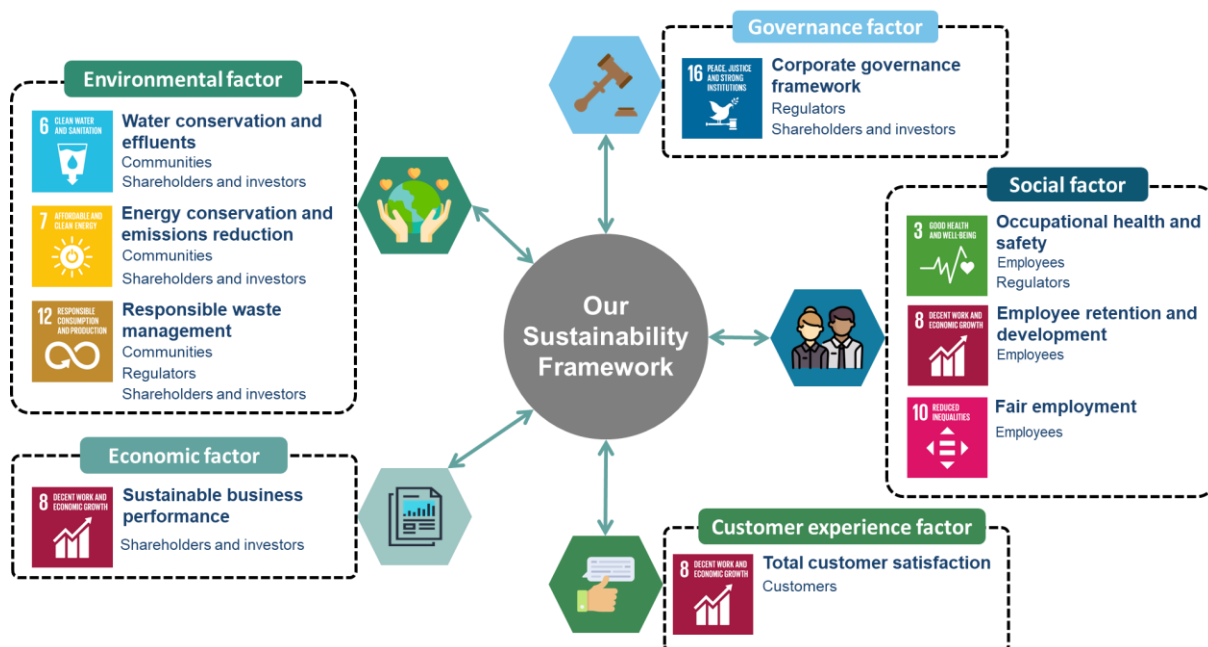 Governance factor
16 PEACE, JUSTICE
AND STRONG
INSTITUTIONS
Corporate governance
framework
Regulators
Shareholders and investors
Environmental factor
6 CLEAN WATER
AND SANITATION
Water conservation and
effluents
Communities
Shareholders and investors
7 AFFORDABLE AND
CLEAN ENERGY
Energy conservation and
emissions reduction
Communities
Shareholders and investors
12 RESPONSIBLE
CONSUMPTION
AND PRODUCTION
Responsible waste
management
Communities
Regulators
Shareholders and investors
Social factor
3 GOOD HEALTH
AND WELL-BEING
Occupational health and
safety
Employees
Regulators
8 DECENT WORK AND
ECONOMIC GROWTH
Employee retention and
development
Employees
10 REDUCED
INEQUALITIES
Fair employment
Employees
Our
Sustainability
Framework
Economic factor
8 DECENT WORK AND
ECONOMIC GROWTH
Sustainable business
performance
Shareholders and investors
Customer experience factor
8 DECENT WORK AND
ECONOMIC GROWTH
Total customer satisfaction
Customers